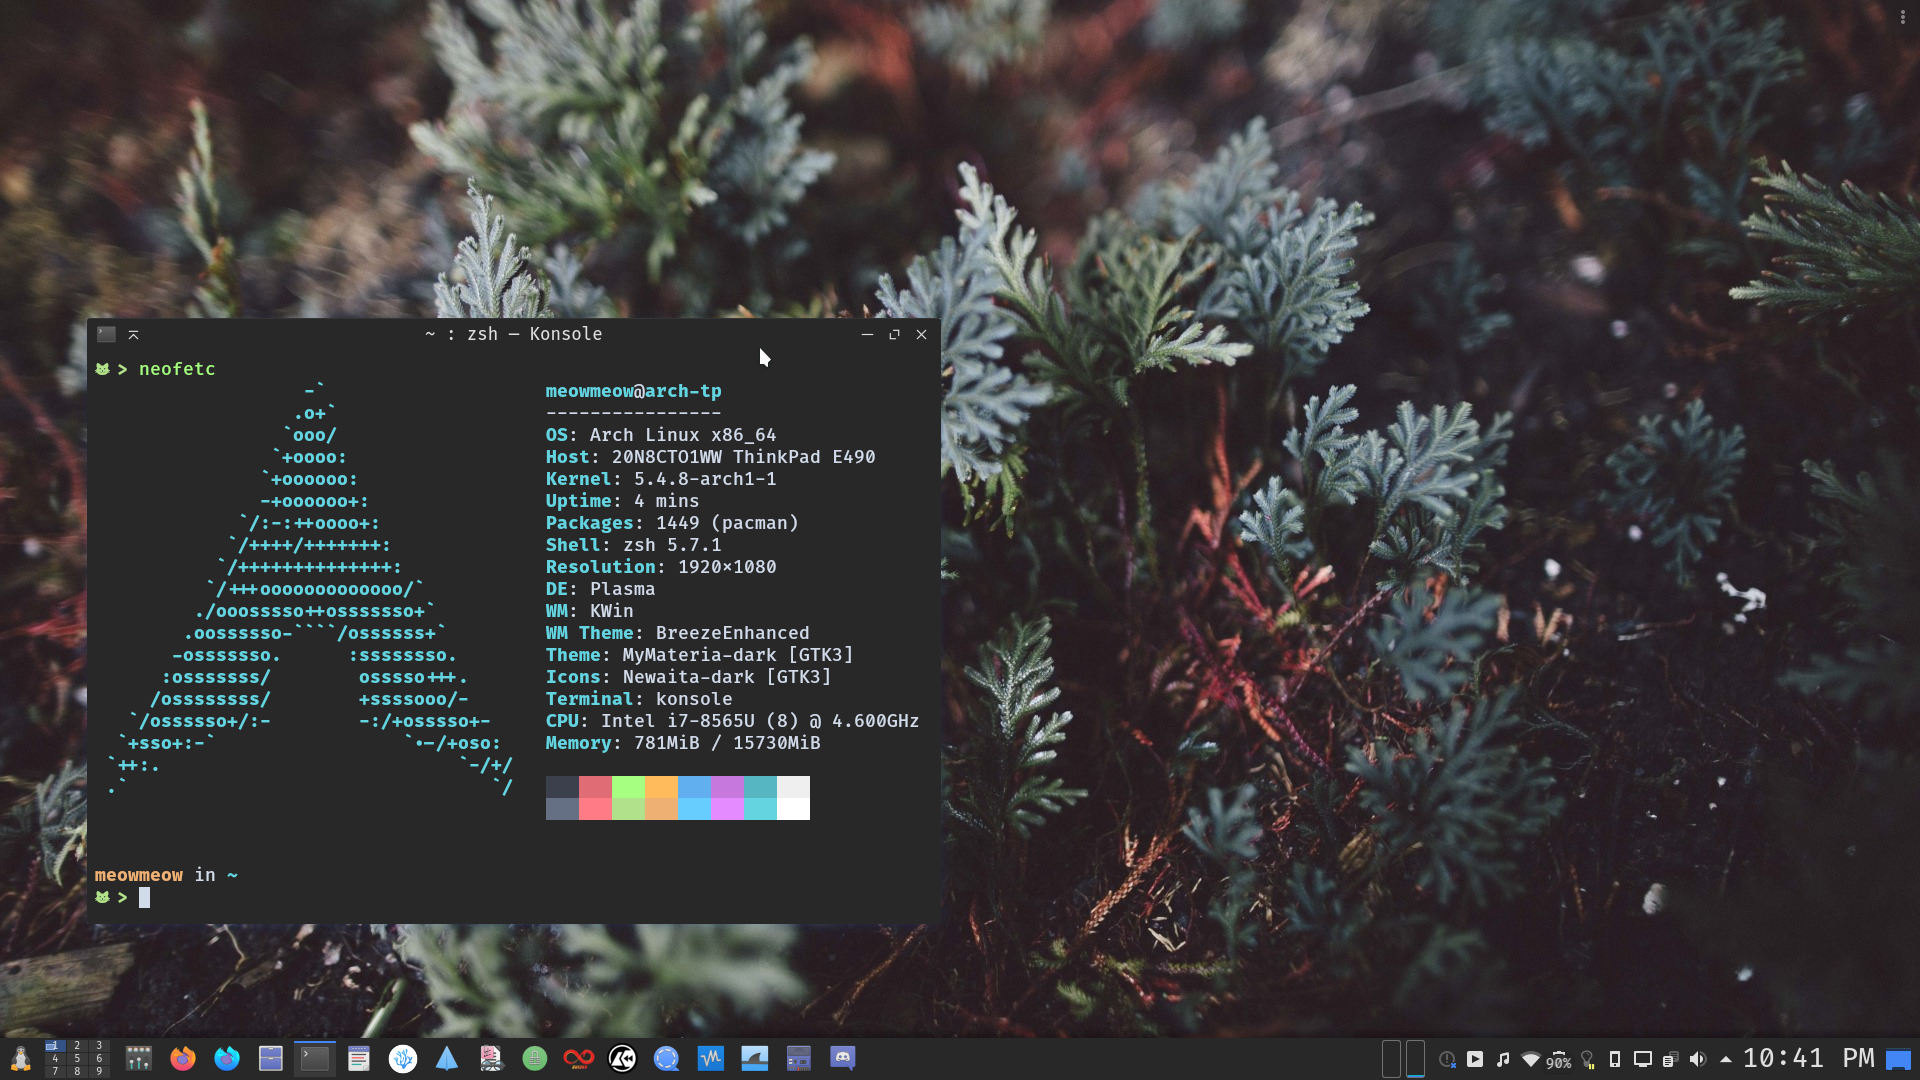 ~ : zsh — Konsole
> neofetc
-`
.o+`
`ooo/
`+oooo:
`+oooooo:
-+oooooo+:
`/:-:++oooo+:
`/++++/+++++++:
`/++++++++++++++:
`/+++ooooooooooooo/`
./ooosssso++osssssso+`
.oossssso-````/ossssss+`
-osssssso.      :ssssssso.
:osssssss/        osssso+++.
/ossssssss/        +ssssooo/-
`/ossssso+/:-        -:/+osssso+-
`+sso+:-`                 `.-/+oso:
`++:.                           `-/+/
.`                                 `/
meowmeow@arch-tp
----------------
OS: Arch Linux x86_64
Host: 20N8CTO1WW ThinkPad E490
Kernel: 5.4.8-arch1-1
Uptime: 4 mins
Packages: 1449 (pacman)
Shell: zsh 5.7.1
Resolution: 1920×1080
DE: Plasma
WM: KWin
WM Theme: BreezeEnhanced
Theme: MyMateria-dark [GTK3]
Icons: Newaita-dark [GTK3]
Terminal: konsole
CPU: Intel i7-8565U (8) @ 4.600GHz
Memory: 781MiB / 15730MiB
meowmeow in ~
>
1 2 3
4 5 6
7 8 9
90%
10:41 PM